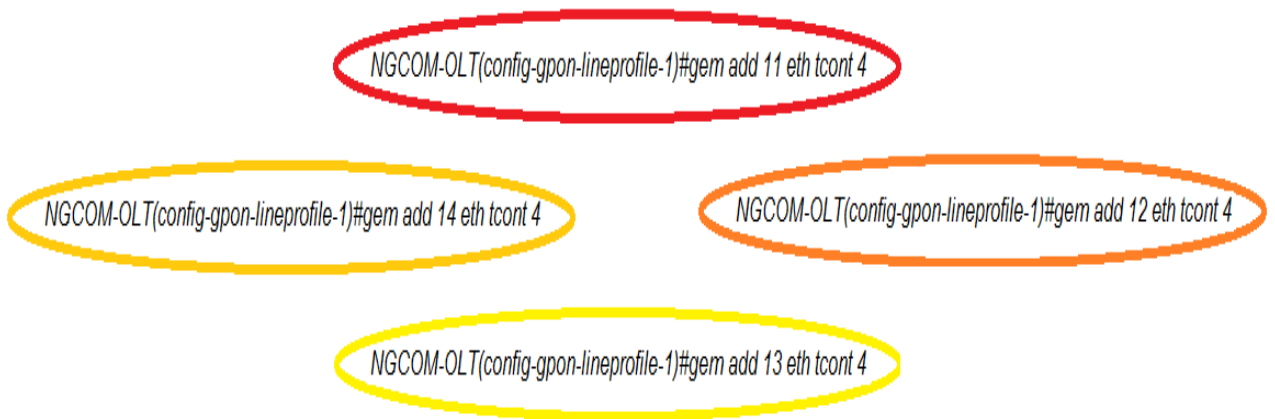 NGCOM-OLT(config-gpon-lineprofile-1)#gem add 11 eth tcont 4
NGCOM-OLT(config-gpon-lineprofile-1)#gem add 14 eth tcont 4
NGCOM-OLT(config-gpon-lineprofile-1)#gem add 12 eth tcont 4
NGCOM-OLT(config-gpon-lineprofile-1)#gem add 13 eth tcont 4